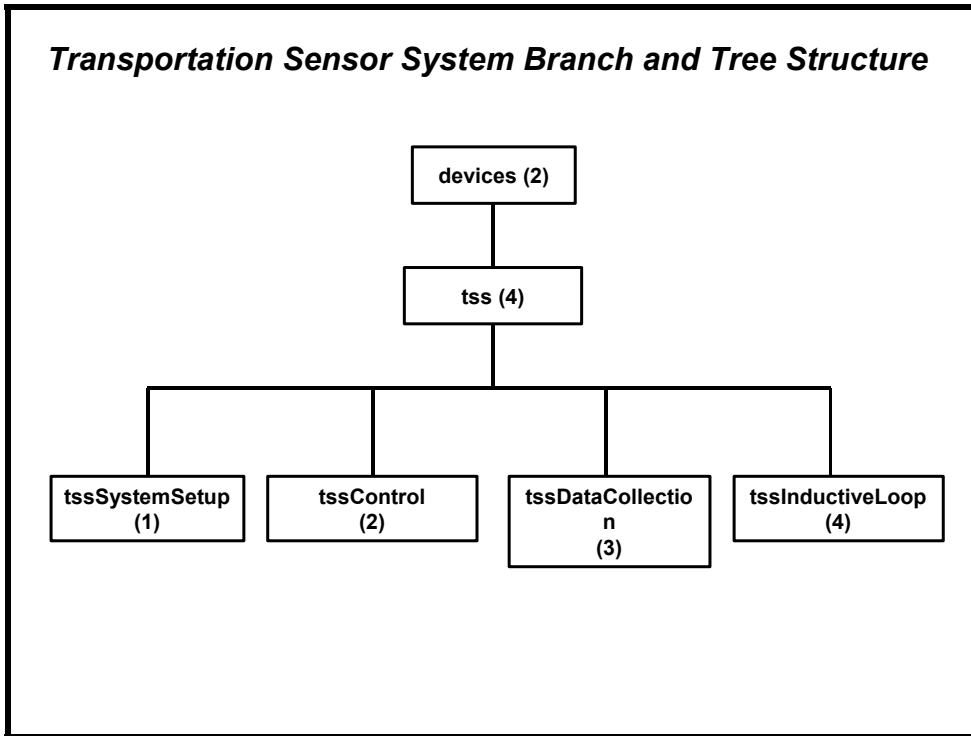 Transportation Sensor System Branch and Tree Structure
devices (2)
tss (4)
tssSystemSetup
(1)
tssControl
(2)
tssDataCollectio
n
(3)
tssInductiveLoop
(4)